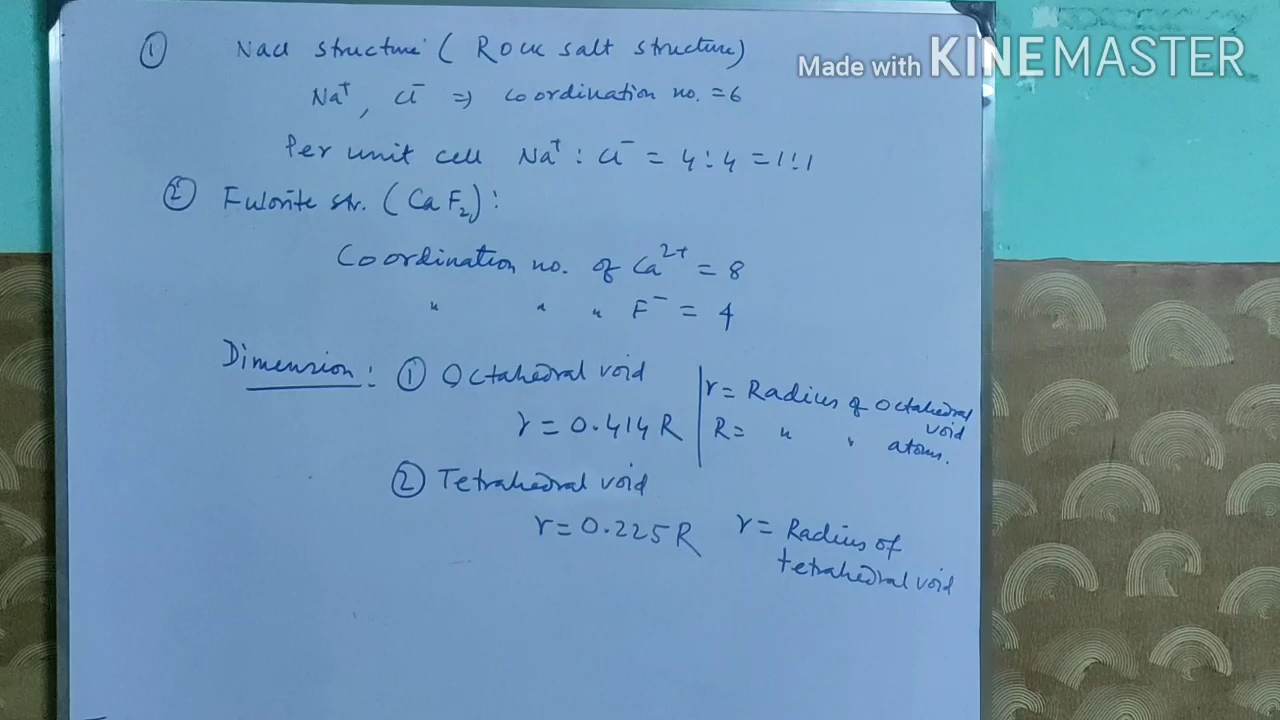 Made with KINEMASTER
① NaCl structure (Rock salt structure)
Na⁺, Cl⁻ ⇒ Coordination no. = 6
Per unit cell Na⁺ : Cl⁻ = 4 : 4 = 1 : 1
② Fulorite str. (CaF₂) :
Coordination no. of Ca²⁺ = 8
" " " F⁻ = 4
Dimension : ① Octahedral void
r = 0.414 R
r = Radius of Octahedral void
R = " " atoms.
② Tetrahedral void
r = 0.225 R
r = Radius of
tetrahedral void